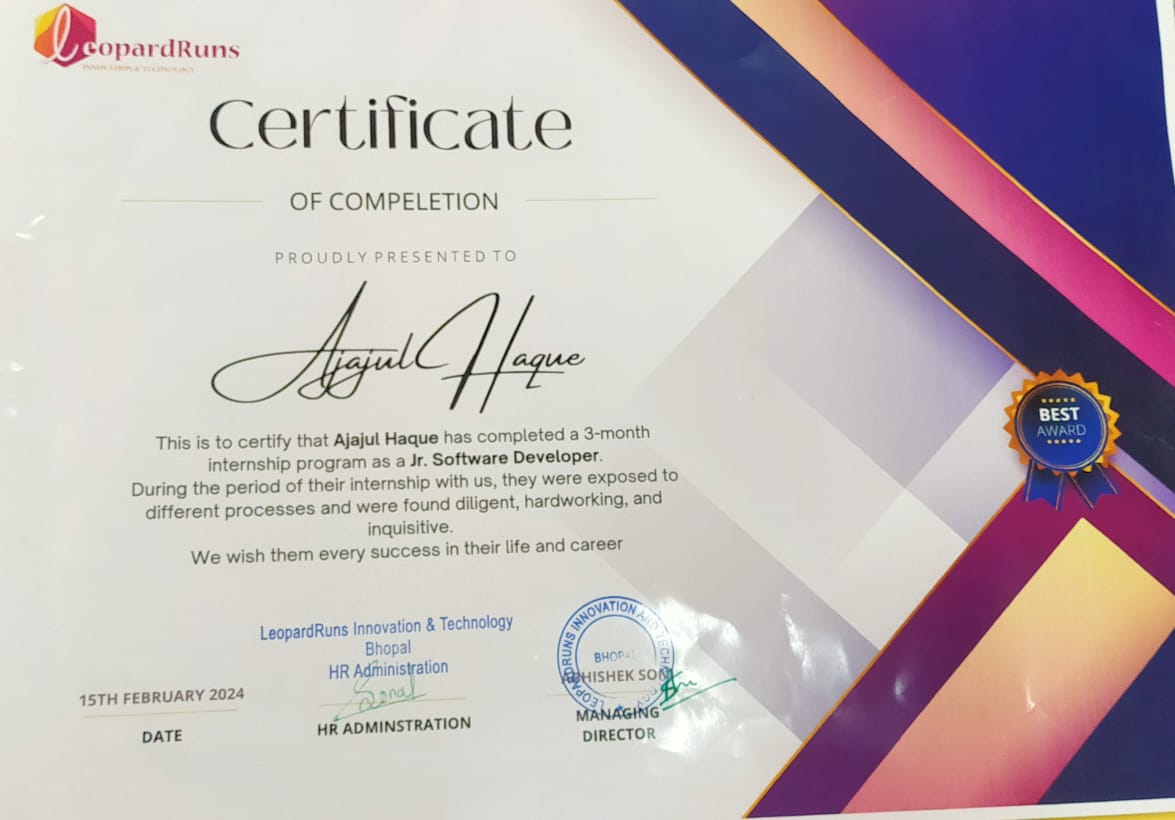 LeopardRuns
INNOVATION & TECHNOLOGY
Certificate
OF COMPELETION
PROUDLY PRESENTED TO
Ajajul Haque
This is to certify that Ajajul Haque has completed a 3-month
internship program as a Jr. Software Developer.
During the period of their internship with us, they were exposed to
different processes and were found diligent, hardworking, and
inquisitive.
We wish them every success in their life and career
BEST
AWARD
LeopardRuns Innovation & Technology
Bhopal
HR Administration
Sonal
15TH FEBRUARY 2024
DATE
HR ADMINSTRATION
LEOPARDRUNS INNOVATION AND TECHNOLOGY
BHOPAL
ABHISHEK SONI
MANAGING
DIRECTOR